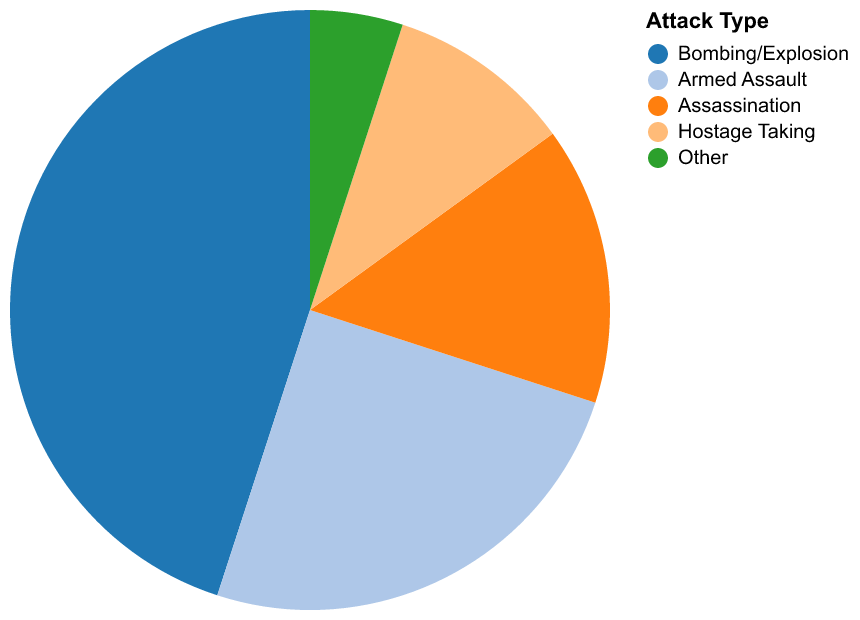 Attack Type
Bombing/Explosion
Armed Assault
Assassination
Hostage Taking
Other